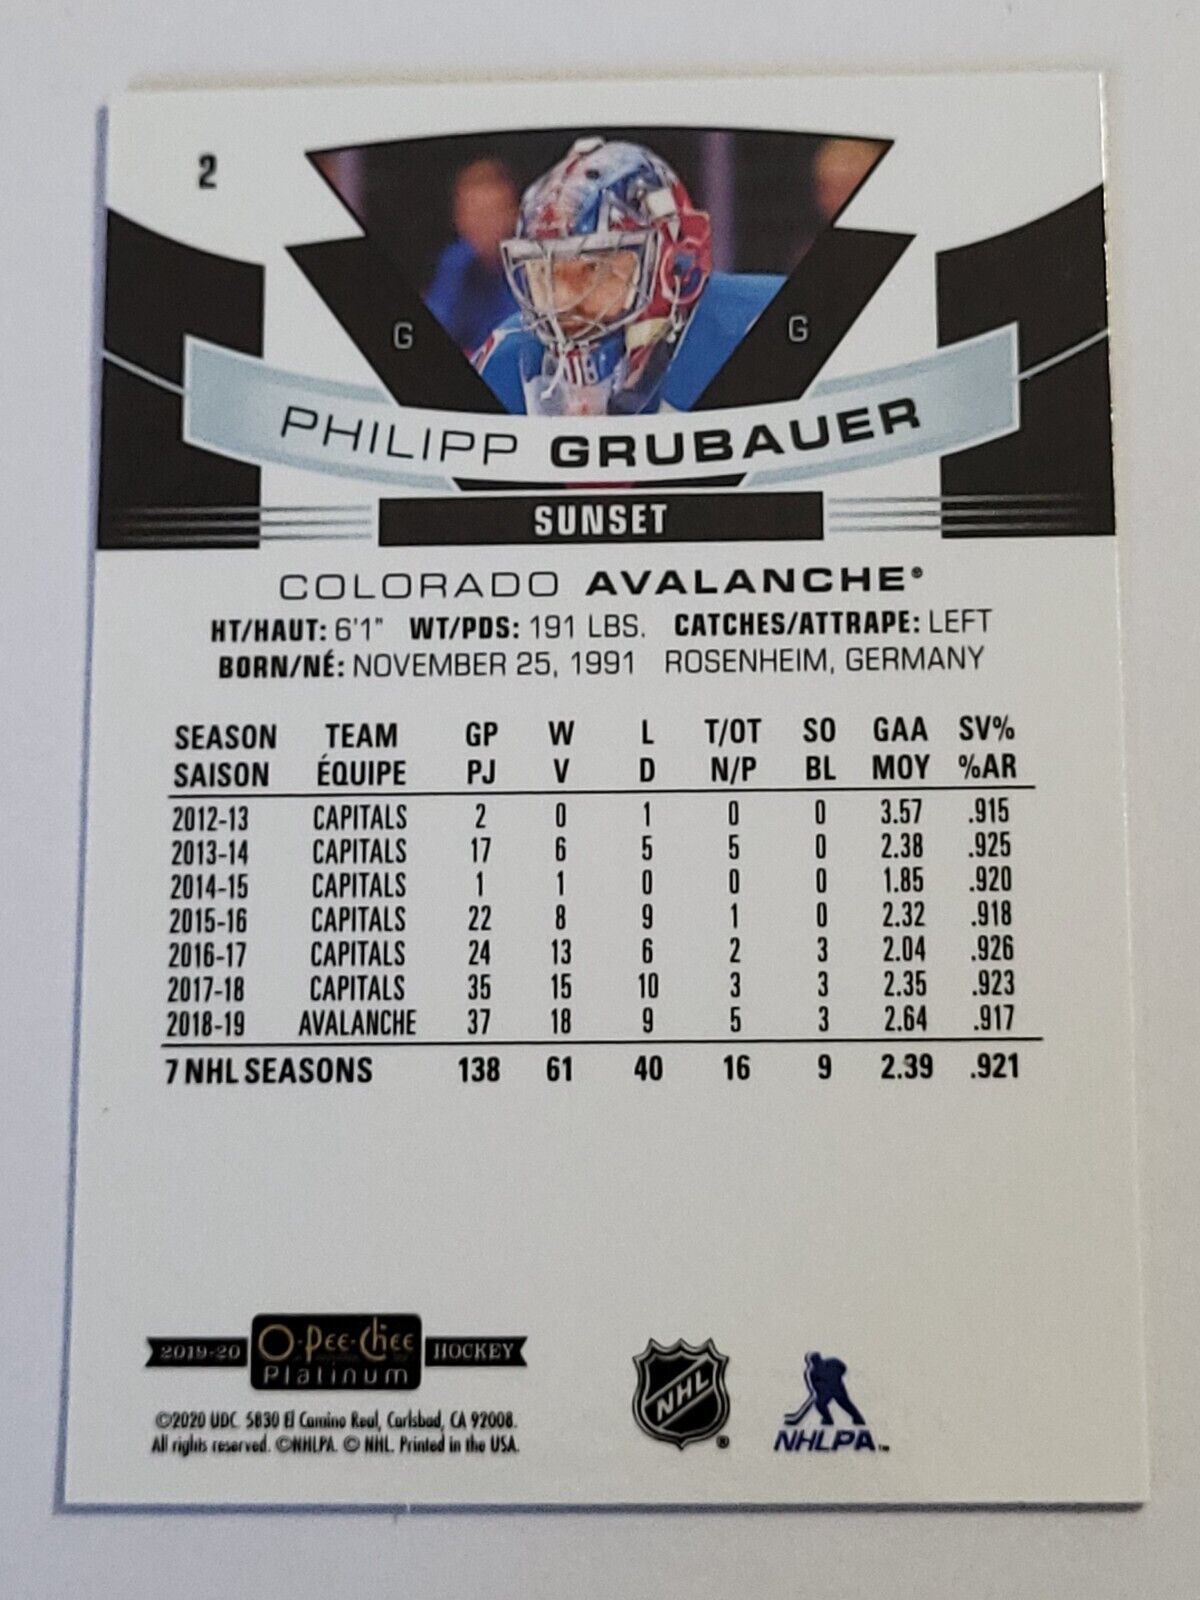 2
G G
PHILIPP GRUBAUER
SUNSET
COLORADO AVALANCHE®
HT/HAUT: 6'1" WT/PDS: 191 LBS. CATCHES/ATTRAPE: LEFT
BORN/NÉ: NOVEMBER 25, 1991 ROSENHEIM, GERMANY
SEASON TEAM GP W L T/OT SO GAA SV%
SAISON ÉQUIPE PJ V D N/P BL MOY %AR
2012-13 CAPITALS 2 0 1 0 0 3.57 .915
2013-14 CAPITALS 17 6 5 5 0 2.38 .925
2014-15 CAPITALS 1 1 0 0 0 1.85 .920
2015-16 CAPITALS 22 8 9 1 0 2.32 .918
2016-17 CAPITALS 24 13 6 2 3 2.04 .926
2017-18 CAPITALS 35 15 10 3 3 2.35 .923
2018-19 AVALANCHE 37 18 9 5 3 2.64 .917
7 NHL SEASONS 138 61 40 16 9 2.39 .921
2019-20 O-Pee-Chee HOCKEY
Platinum
©2020 UDC. 5830 El Camino Real, Carlsbad, CA 92008.
All rights reserved. ©NHLPA. © NHL. Printed in the USA.
NHL ®
NHLPA™